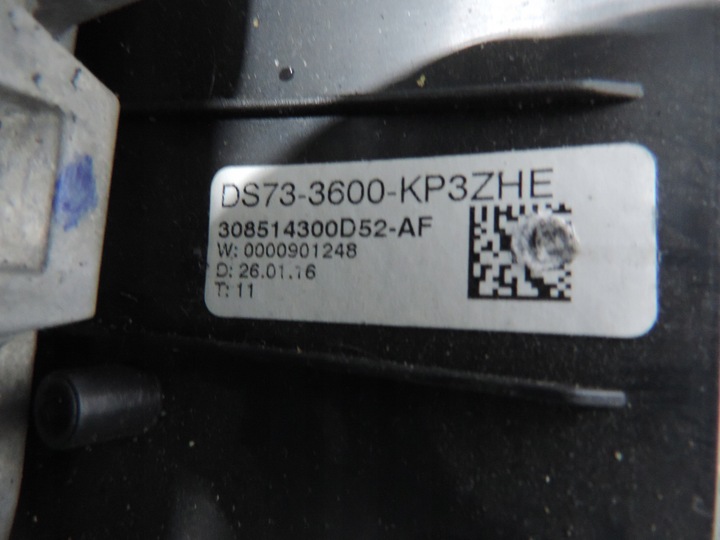 DS73-3600-KP3ZHE
308514300D52-AF
W: 0000901248
D: 26.01.16
T: 11